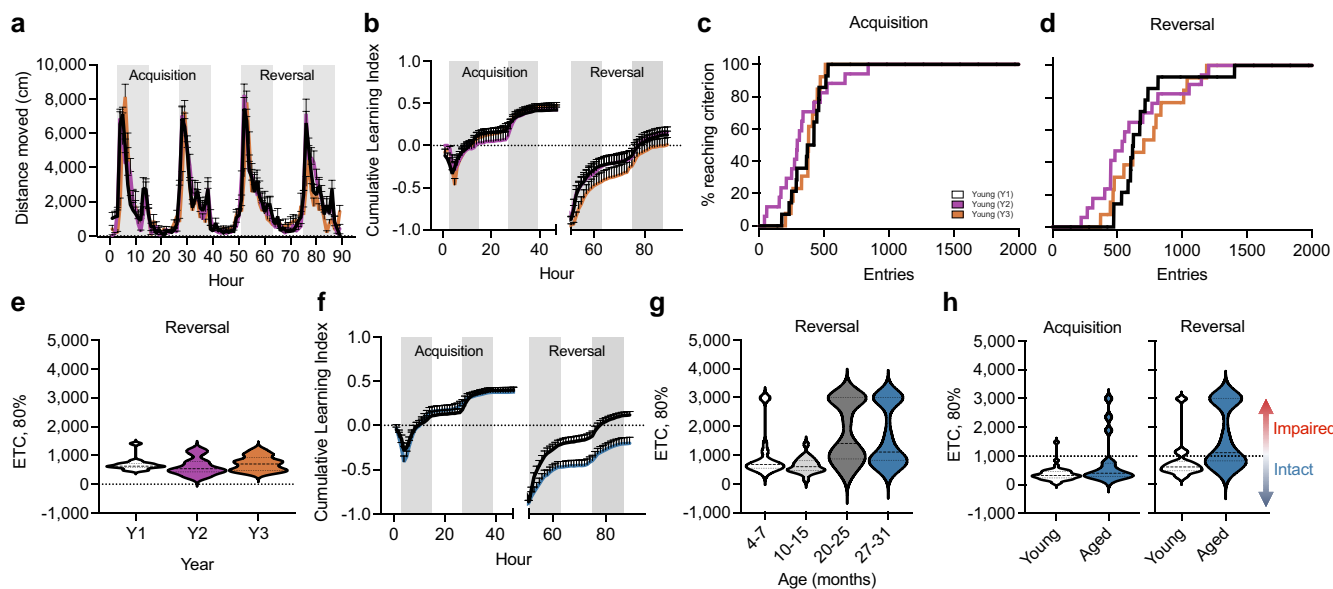 a
Acquisition
Reversal
Distance moved (cm)
10,000
8,000
6,000
4,000
2,000
0
0 10 20 30 40 50 60 70 80 90
Hour
b
Acquisition
Reversal
Cumulative Learning Index
1.0
0.5
0.0
-0.5
-1.0
0 20 40 60 80
Hour
c
Acquisition
% reaching criterion
100
80
60
40
20
0
Young (Y1)
Young (Y2)
Young (Y3)
0 500 1000 1500 2000
Entries
d
Reversal
0 500 1000 1500 2000
Entries
e
Reversal
ETC, 80%
5,000
4,000
3,000
2,000
1,000
0
-1,000
Y1 Y2 Y3
Year
f
Acquisition
Reversal
Cumulative Learning Index
1.0
0.5
0.0
-0.5
-1.0
0 20 40 60 80
Hour
g
Reversal
ETC, 80%
5,000
4,000
3,000
2,000
1,000
0
-1,000
4-7 10-15 20-25 27-31
Age (months)
h
Acquisition
Reversal
ETC, 80%
5,000
4,000
3,000
2,000
1,000
0
-1,000
Impaired
Intact
Young Aged Young Aged